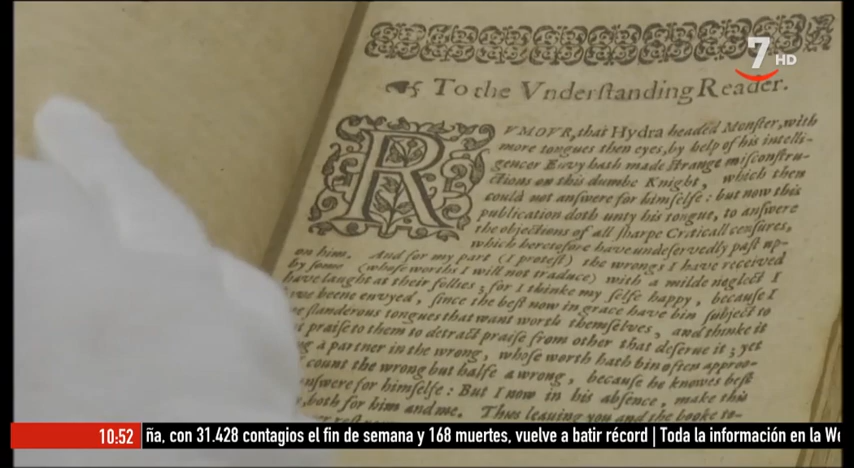 7 HD
To the Vnderſtanding Reader.
RVMOVR, that Hydra headed Monſter, with
more tongues then eyes, by help of his intelli-
gencer Envy hath made ſtrange miſconſtru-
ctions on this dumbe Knight, which then
could not anſwere for himſelfe: but now this
publication doth unty his tongue, to anſwere
the objections of all ſharpe Criticall cenſures,
which heretofore have undeſervedly paſt up-
on him. And for my part (I proteſt) the wrongs I have received
by ſome (whoſe worths I will not traduce) with a milde neglect I
have laught at their follies; for I thinke my ſelfe happy, becauſe I
beene envyed, ſince the beſt now in grace have bin ſubject to
ſlanderous tongues that want worth themſelves, and thinke it
praiſe to them to detract praiſe from other that deſerue it; yet
a partner in the wrong, whoſe worth hath bin often approo-
count the wrong but halfe a wrong, becauſe he knowes beſt
anſwere for himſelfe: But I now in his abſence, make this
both for him and me. Thus leaving you and the booke to-
10:52 ña, con 31.428 contagios el fin de semana y 168 muertes, vuelve a batir récord | Toda la información en la We